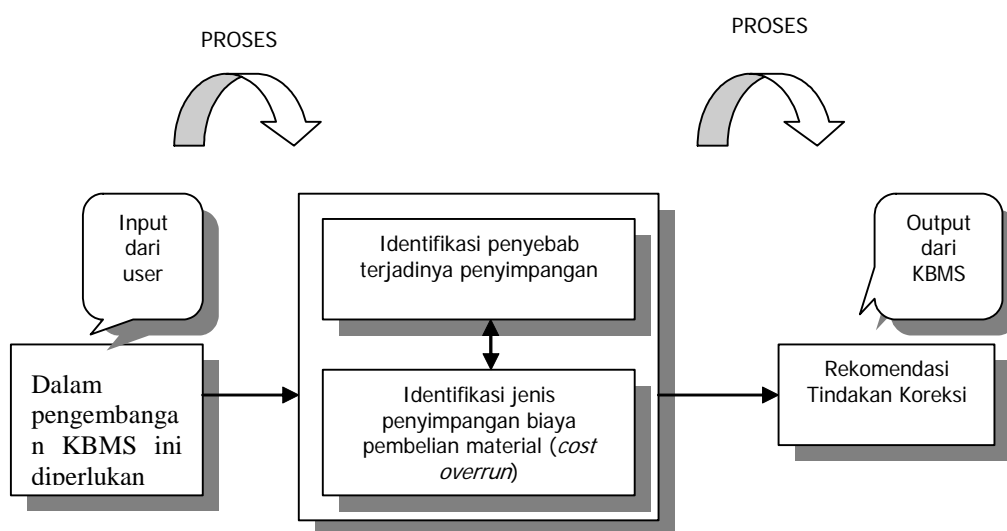 PROSES
PROSES
Input
dari
user
Identifikasi penyebab
terjadinya penyimpangan
Output
dari
KBMS
Dalam
pengembanga
n KBMS ini
diperlukan
Identifikasi jenis
penyimpangan biaya
pembelian material (cost
overrun)
Rekomendasi
Tindakan Koreksi